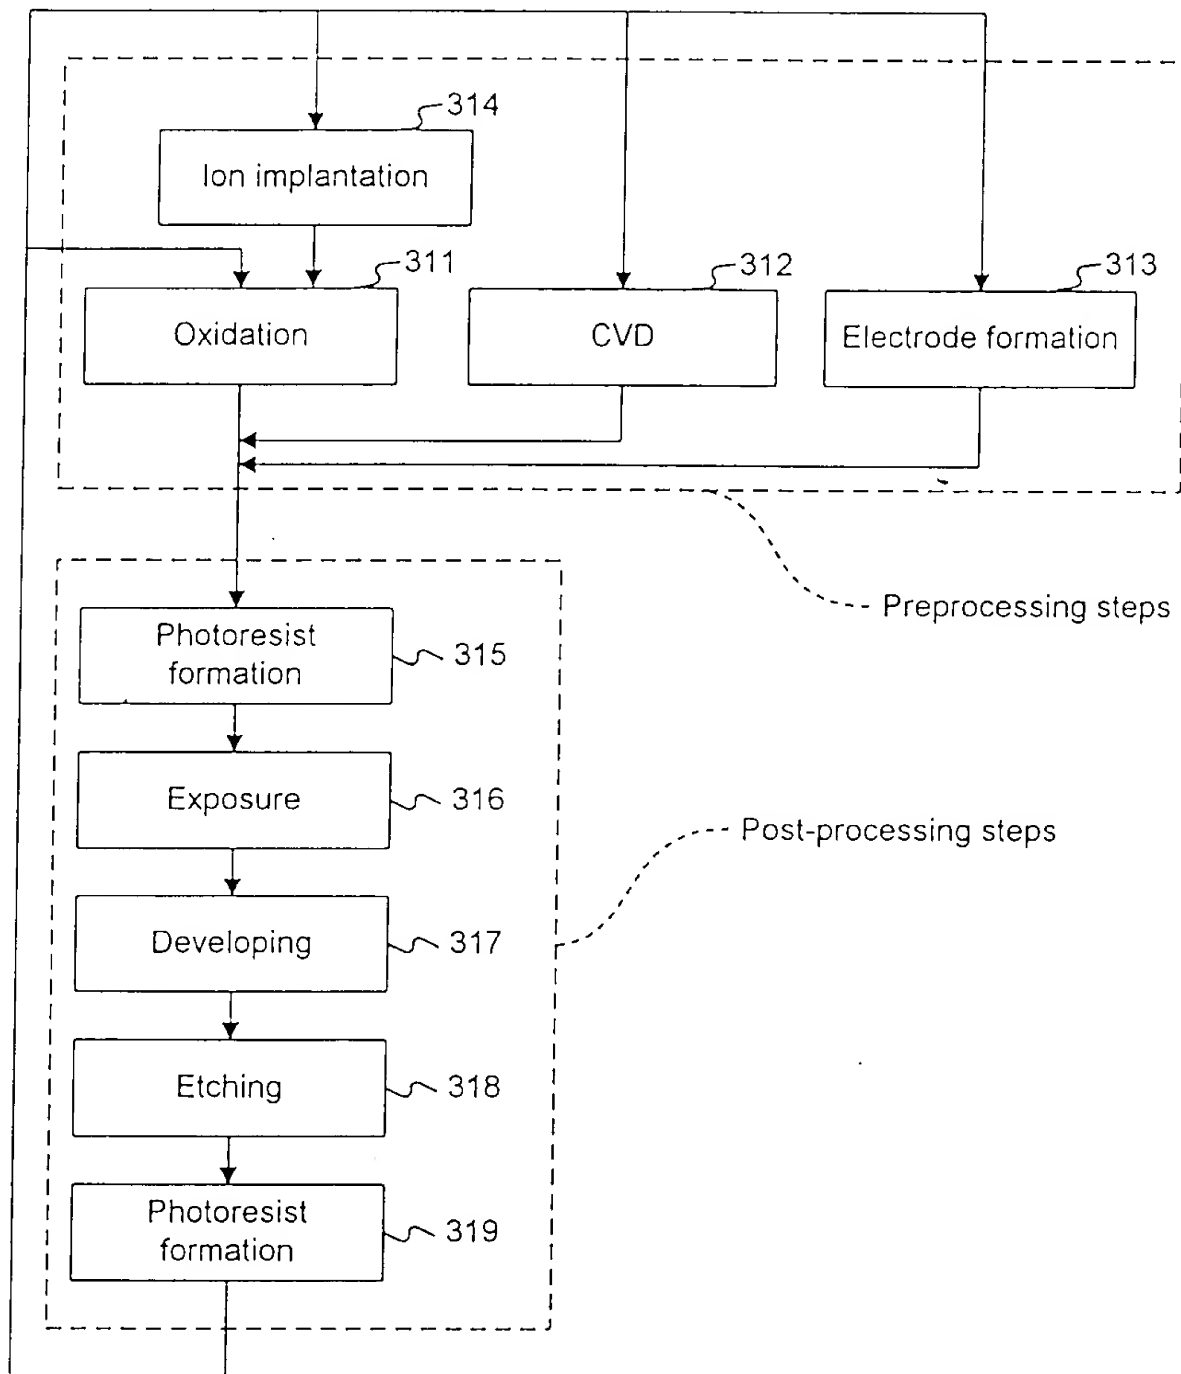 314
Ion implantation
311
312
313
Oxidation
CVD
Electrode formation
Preprocessing steps
Photoresist
formation
315
Exposure
316
Post-processing steps
Developing
317
Etching
318
Photoresist
formation
319